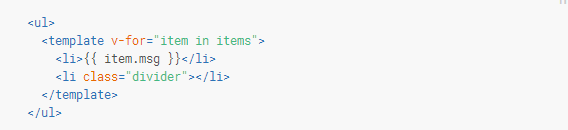 <ul>
  <template v-for="item in items">
    <li>{{ item.msg }}</li>
    <li class="divider"></li>
  </template>
</ul>